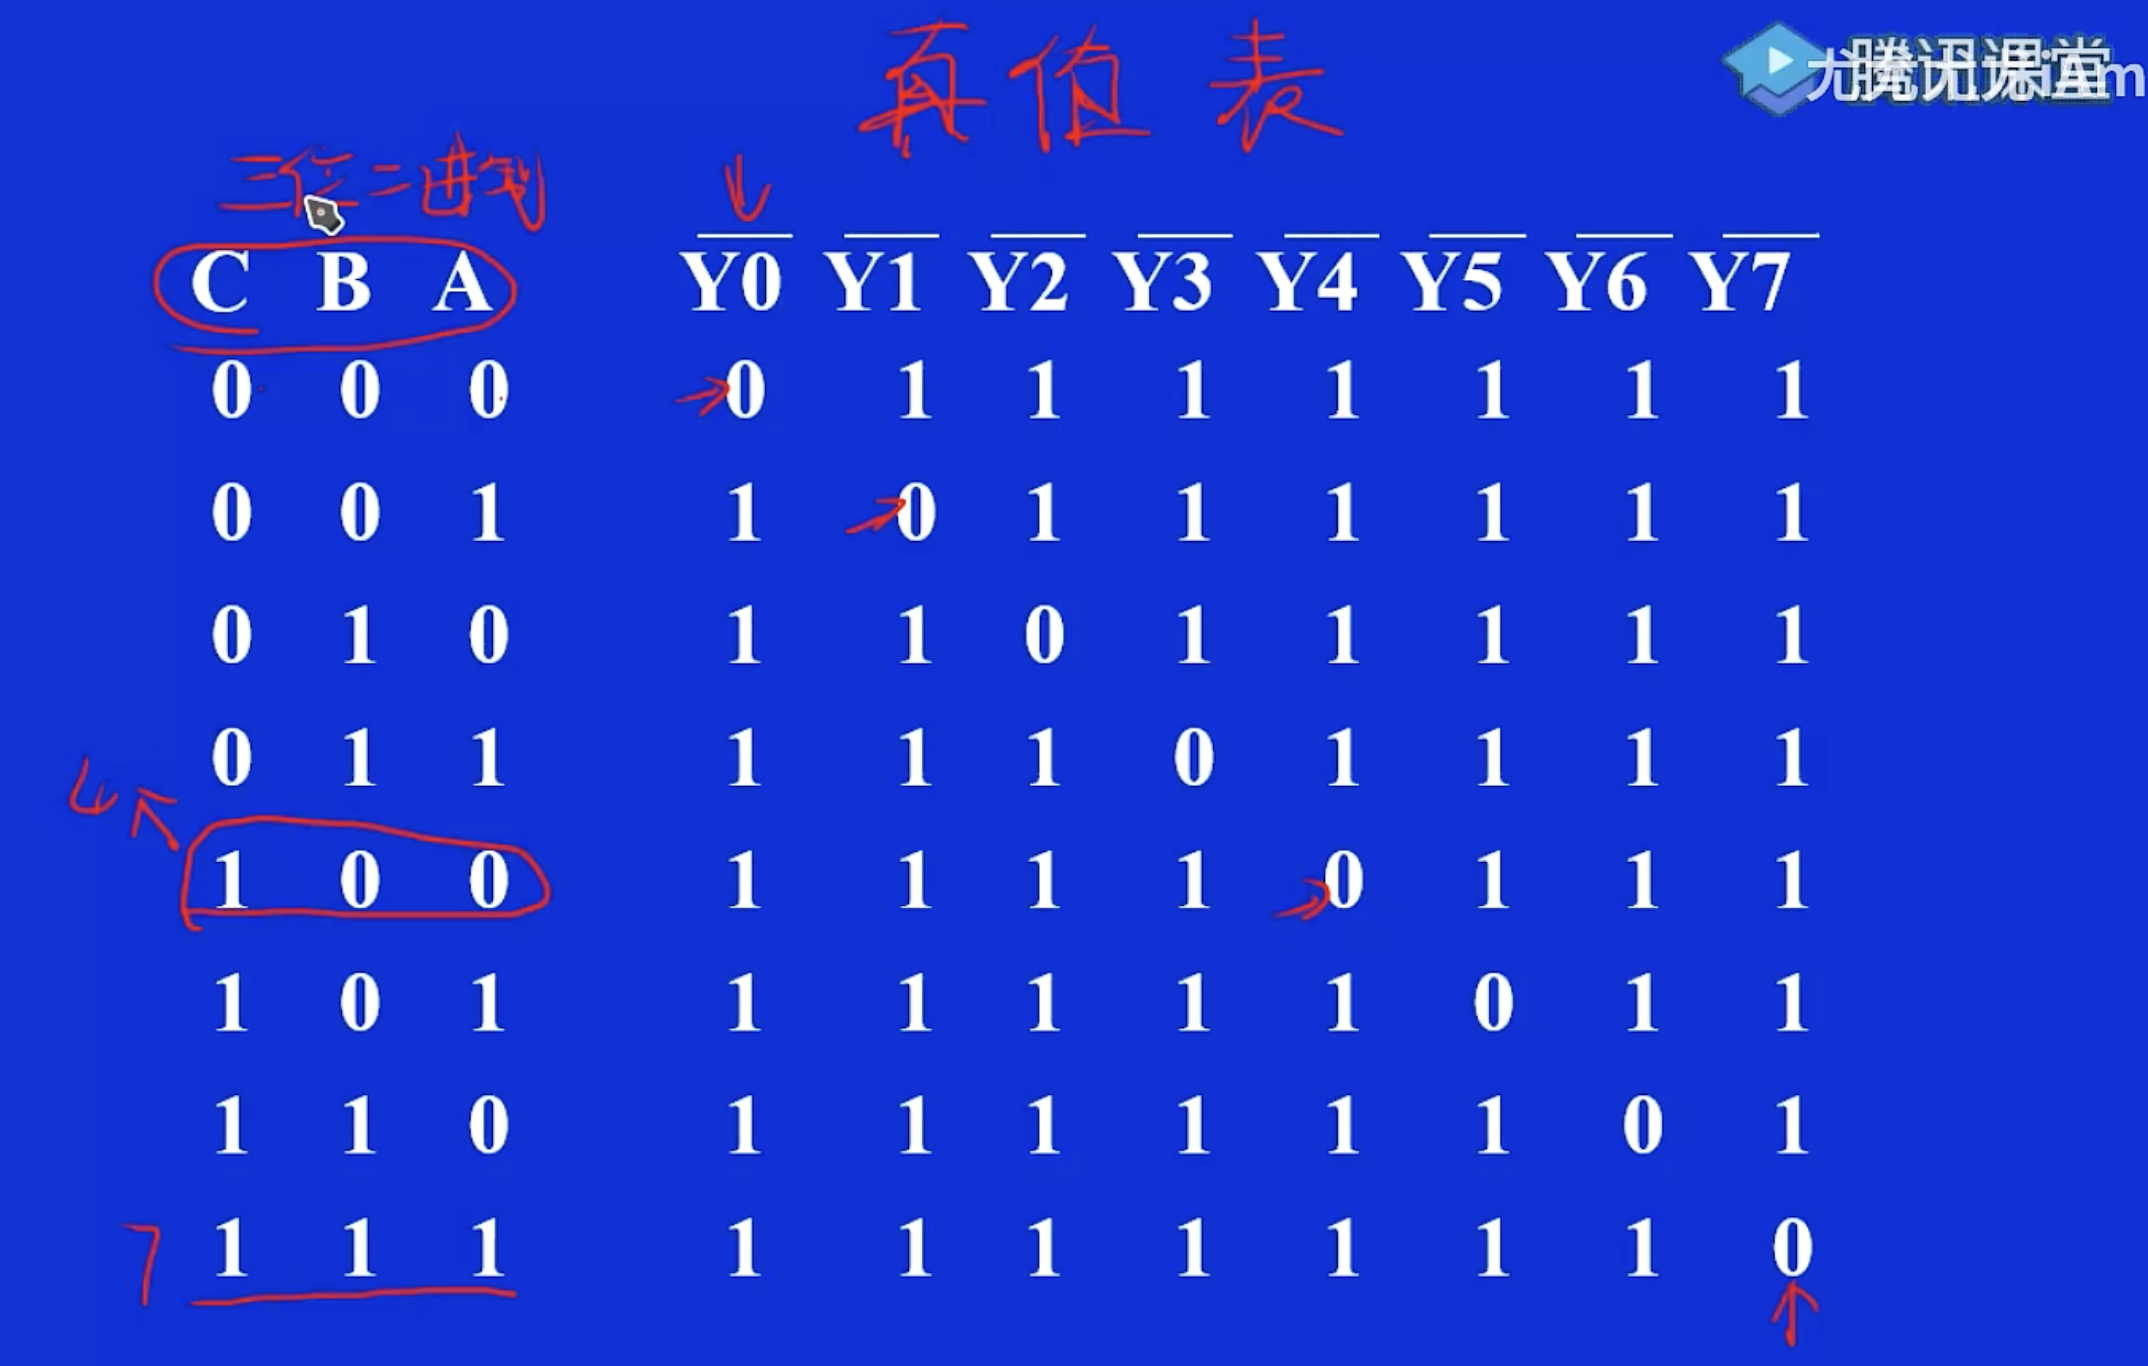 真值表
腾讯课堂
三位二进制
C B A Y0 Y1 Y2 Y3 Y4 Y5 Y6 Y7
0 0 0 0 1 1 1 1 1 1 1
0 0 1 1 0 1 1 1 1 1 1
0 1 0 1 1 0 1 1 1 1 1
0 1 1 1 1 1 0 1 1 1 1
4
1 0 0 1 1 1 1 0 1 1 1
1 0 1 1 1 1 1 1 0 1 1
1 1 0 1 1 1 1 1 1 0 1
7 1 1 1 1 1 1 1 1 1 1 0